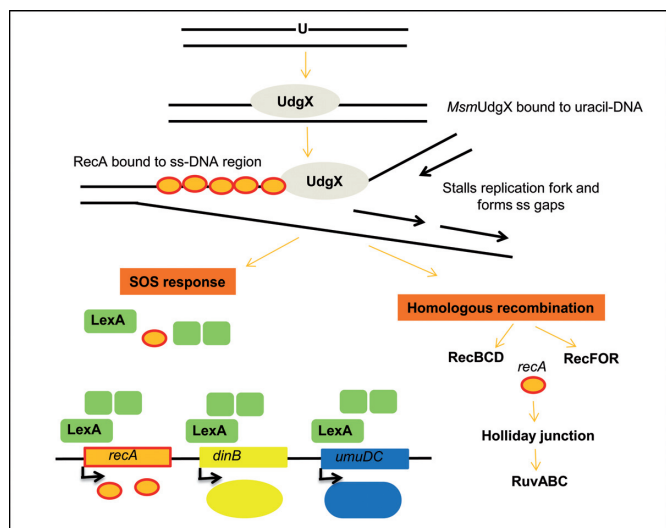 U
UdgX
MsmUdgX bound to uracil-DNA
RecA bound to ss-DNA region
UdgX
Stalls replication fork and
forms ss gaps
SOS response
Homologous recombination
LexA
RecBCD
RecFOR
recA
Holliday junction
RuvABC
LexA
LexA
LexA
recA
dinB
umuDC